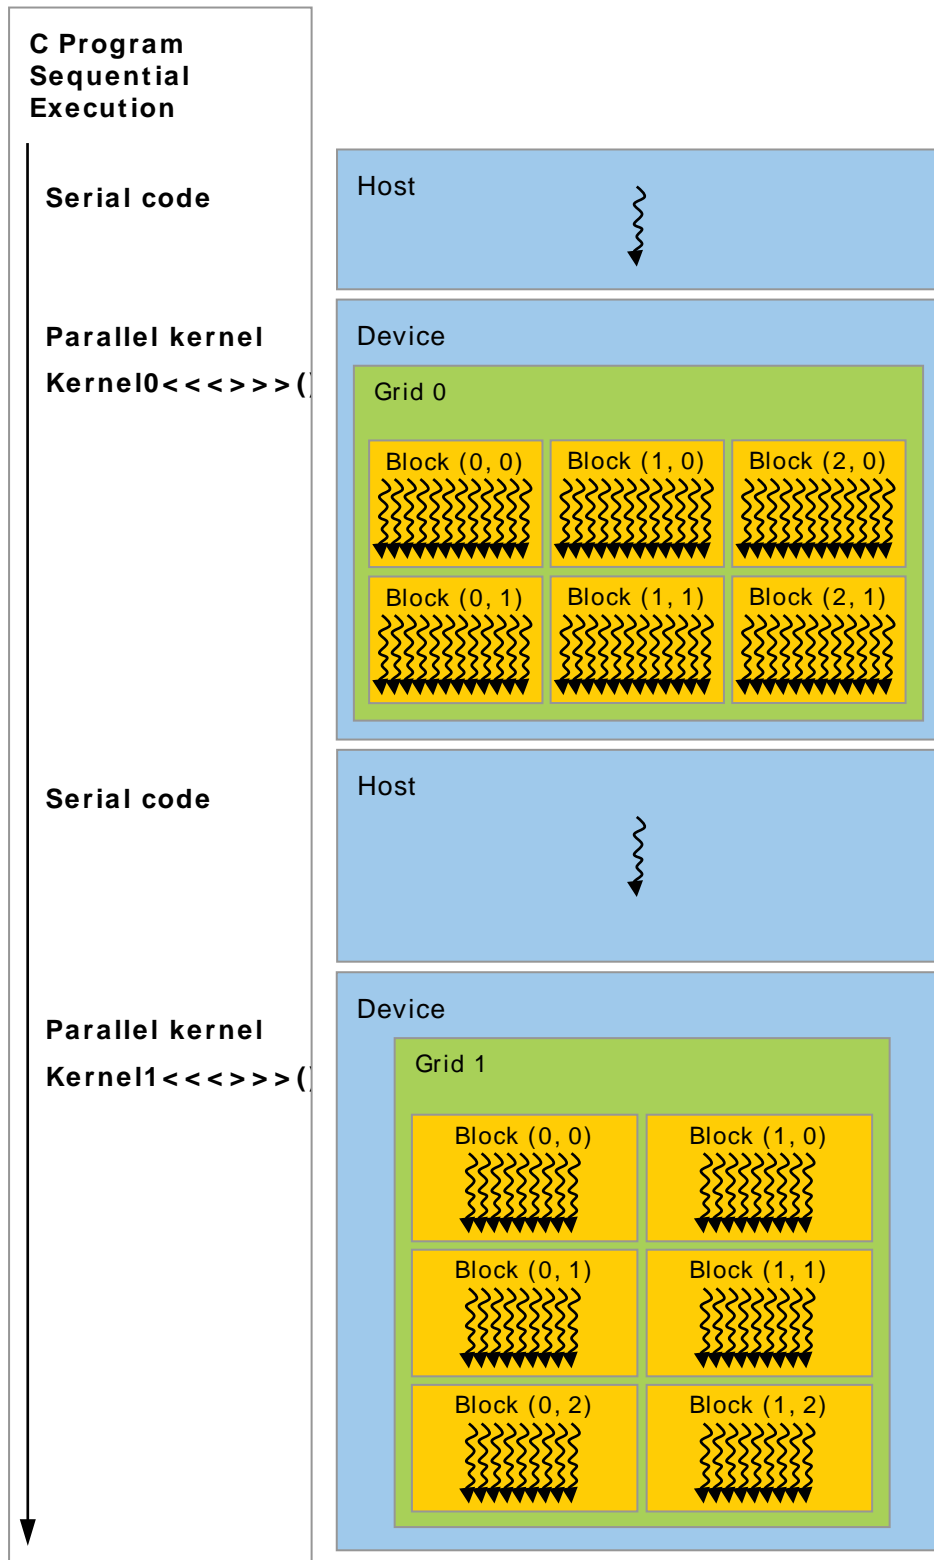 C Program
Sequential
Execution
Serial code
Host
Parallel kernel
Kernel0<<<>>>()
Device
Grid 0
Block (0, 0) Block (1, 0) Block (2, 0)
Block (0, 1) Block (1, 1) Block (2, 1)
Serial code
Host
Parallel kernel
Kernel1<<<>>>()
Device
Grid 1
Block (0, 0) Block (1, 0)
Block (0, 1) Block (1, 1)
Block (0, 2) Block (1, 2)